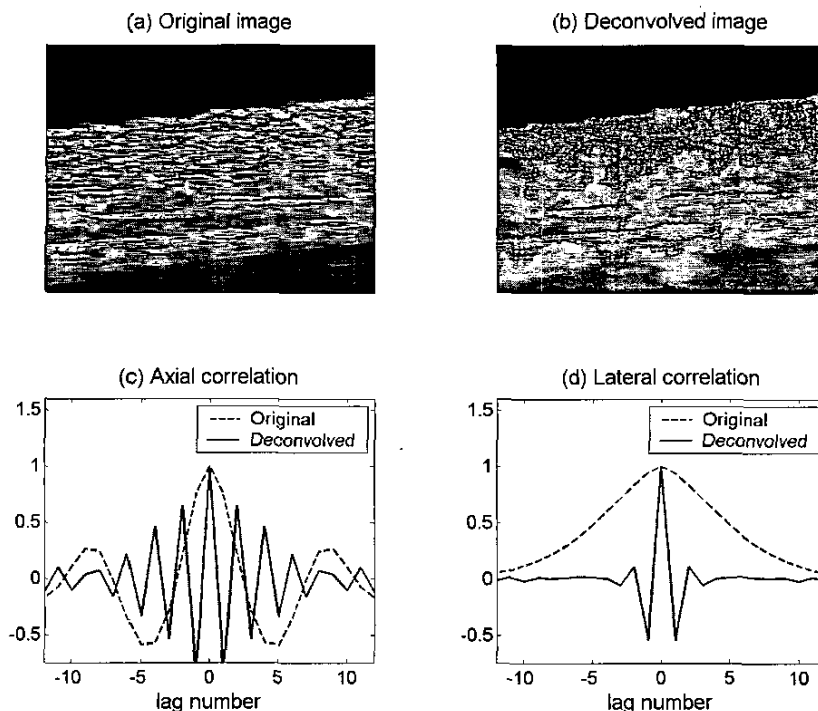 (a) Original image
(b) Deconvolved image
(c) Axial correlation
1.5
1
0.5
0
-0.5
-10
-5
0
5
10
lag number
Original
Deconvolved
(d) Lateral correlation
1.5
1
0.5
0
-0.5
-10
-5
0
5
10
lag number
Original
Deconvolved